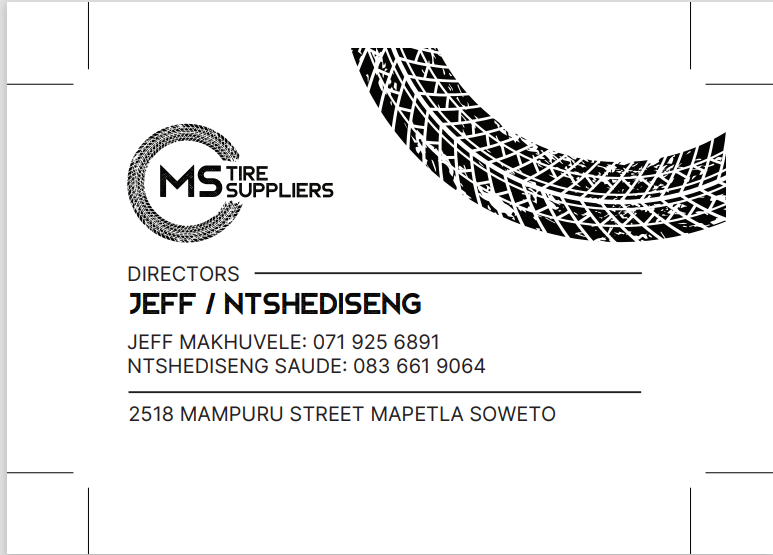 MS TIRE
SUPPLIERS
DIRECTORS
JEFF / NTSHEDISENG
JEFF MAKHUVELE: 071 925 6891
NTSHEDISENG SAUDE: 083 661 9064
2518 MAMPURU STREET MAPETLA SOWETO